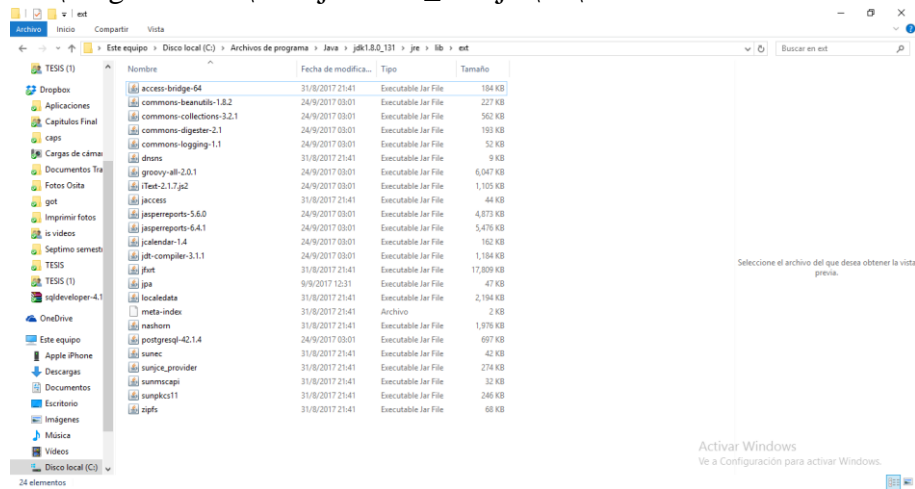 ext
Archivo Inicio Compartir Vista
Este equipo > Disco local (C:) > Archivos de programa > Java > jdk1.8.0_131 > jre > lib > ext
Buscar en ext
TESIS (1)
Dropbox
Aplicaciones
Capitulos Final
caps
Cargas de cámar
Documentos Tra
Fotos Osita
got
Imprimir fotos
is videos
Septimo semest
TESIS
TESIS (1)
sqldeveloper-4.1
OneDrive
Este equipo
Apple iPhone
Descargas
Documentos
Escritorio
Imágenes
Música
Vídeos
Disco local (C:)
Nombre Fecha de modifica... Tipo Tamaño
access-bridge-64 31/8/2017 21:41 Executable Jar File 184 KB
commons-beanutils-1.8.2 24/9/2017 03:01 Executable Jar File 227 KB
commons-collections-3.2.1 24/9/2017 03:01 Executable Jar File 562 KB
commons-digester-2.1 24/9/2017 03:01 Executable Jar File 193 KB
commons-logging-1.1 24/9/2017 03:01 Executable Jar File 52 KB
dnsns 31/8/2017 21:41 Executable Jar File 9 KB
groovy-all-2.0.1 24/9/2017 03:01 Executable Jar File 6,047 KB
iText-2.1.7.js2 24/9/2017 03:01 Executable Jar File 1,105 KB
jaccess 31/8/2017 21:41 Executable Jar File 44 KB
jasperreports-5.6.0 24/9/2017 03:01 Executable Jar File 4,873 KB
jasperreports-6.4.1 24/9/2017 03:01 Executable Jar File 5,476 KB
jcalendar-1.4 24/9/2017 03:01 Executable Jar File 162 KB
jdt-compiler-3.1.1 24/9/2017 03:01 Executable Jar File 1,184 KB
jfxrt 31/8/2017 21:41 Executable Jar File 17,809 KB
jpa 9/9/2017 12:31 Executable Jar File 47 KB
localedata 31/8/2017 21:41 Executable Jar File 2,194 KB
meta-index 31/8/2017 21:41 Archivo 2 KB
nashorn 31/8/2017 21:41 Executable Jar File 1,976 KB
postgresql-42.1.4 24/9/2017 03:01 Executable Jar File 697 KB
sunec 31/8/2017 21:41 Executable Jar File 42 KB
sunjce_provider 31/8/2017 21:41 Executable Jar File 274 KB
sunmscapi 31/8/2017 21:41 Executable Jar File 32 KB
sunpkcs11 31/8/2017 21:41 Executable Jar File 246 KB
zipfs 31/8/2017 21:41 Executable Jar File 68 KB
Seleccione el archivo del que desea obtener la vista
previa.
Activar Windows
Ve a Configuración para activar Windows.
24 elementos